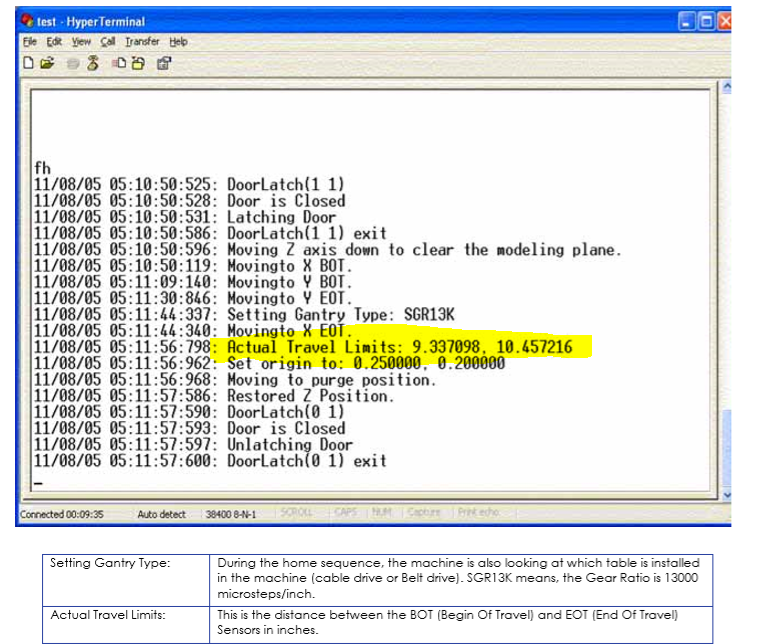 test - HyperTerminal
File Edit View Call Transfer Help
fh
11/08/05 05:10:50:525: DoorLatch(1 1)
11/08/05 05:10:50:528: Door is Closed
11/08/05 05:10:50:531: Latching Door
11/08/05 05:10:50:586: DoorLatch(1 1) exit
11/08/05 05:10:50:596: Moving Z axis down to clear the modeling plane.
11/08/05 05:10:50:119: Movingto X BOT.
11/08/05 05:11:09:140: Movingto Y BOT.
11/08/05 05:11:30:846: Movingto Y EOT.
11/08/05 05:11:44:337: Setting Gantry Type: SGR13K
11/08/05 05:11:44:340: Movingto X EOT.
11/08/05 05:11:56:798: Actual Travel Limits: 9.337098, 10.457216
11/08/05 05:11:56:962: Set origin to: 0.250000, 0.200000
11/08/05 05:11:56:968: Moving to purge position.
11/08/05 05:11:57:586: Restored Z Position.
11/08/05 05:11:57:590: DoorLatch(0 1)
11/08/05 05:11:57:593: Door is Closed
11/08/05 05:11:57:597: Unlatching Door
11/08/05 05:11:57:600: DoorLatch(0 1) exit
Connected 00:09:35 Auto detect 38400 8-N-1 SCROLL CAPS NUM Capture Print echo
Setting Gantry Type: During the home sequence, the machine is also looking at which table is installed
in the machine (cable drive or Belt drive). SGR13K means, the Gear Ratio is 13000
microsteps/inch.
Actual Travel Limits: This is the distance between the BOT (Begin Of Travel) and EOT (End Of Travel)
Sensors in inches.